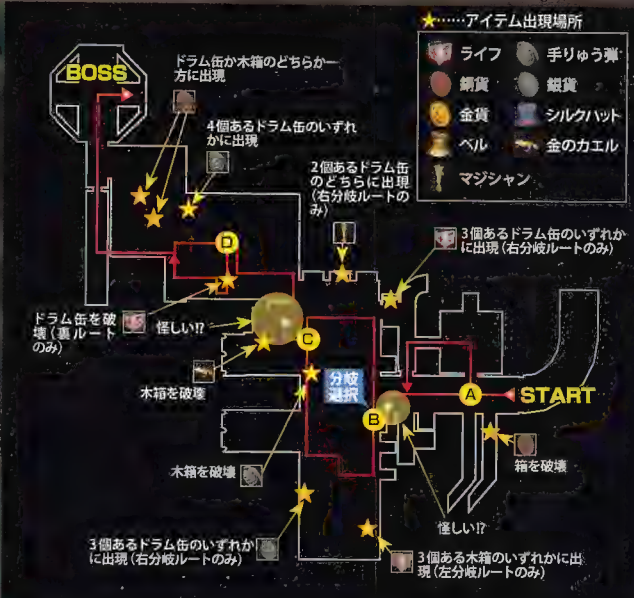 ★……アイテム出現場所
ライフ 手りゅう弾
銅貨 銀貨
金貨 シルクハット
ベル 金のカエル
マジシャン
BOSS
ドラム缶か木箱のどちらか一
方に出現
4個あるドラム缶のいずれ
かに出現
2個あるドラム缶
のどちらに出現
(右分岐ルートの
み)
3個あるドラム缶のいずれか
に出現(右分岐ルートのみ)
D
ドラム缶を破
壊(裏ルート
のみ)
怪しい!?
C
木箱を破壊
分岐
選択
B
A
START
箱を破壊
木箱を破壊
怪しい!?
3個あるドラム缶のいずれか
に出現(右分岐ルートのみ)
3個ある木箱のいずれかに出
現(左分岐ルートのみ)